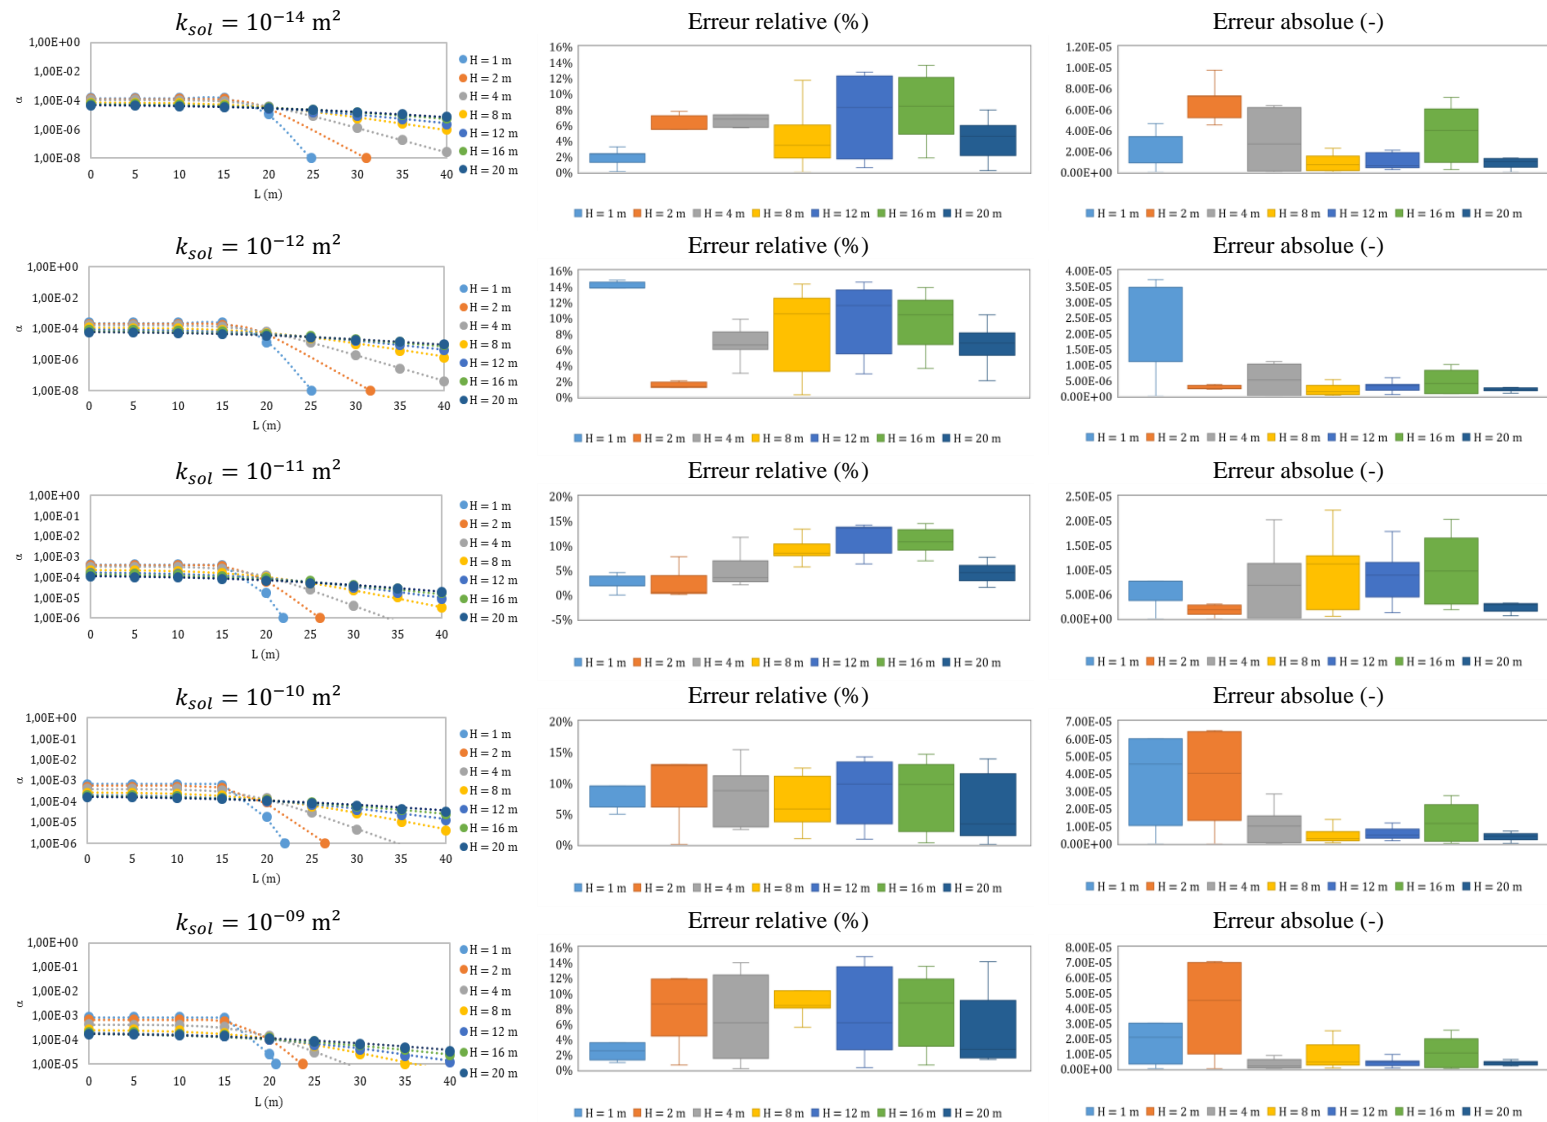 k_sol = 10⁻¹⁴ m²
1,00E+00
1,00E-02
1,00E-04
1,00E-06
1,00E-08
α
0 5 10 15 20 25 30 35 40
L (m)
H = 1 m
H = 2 m
H = 4 m
H = 8 m
H = 12 m
H = 16 m
H = 20 m
Erreur relative (%)
16%
14%
12%
10%
8%
6%
4%
2%
0%
H = 1 m H = 2 m H = 4 m H = 8 m H = 12 m H = 16 m H = 20 m
Erreur absolue (-)
1.20E-05
1.00E-05
8.00E-06
6.00E-06
4.00E-06
2.00E-06
0.00E+00
H = 1 m H = 2 m H = 4 m H = 8 m H = 12 m H = 16 m H = 20 m
k_sol = 10⁻¹² m²
1,00E+00
1,00E-02
1,00E-04
1,00E-06
1,00E-08
α
0 5 10 15 20 25 30 35 40
L (m)
H = 1 m
H = 2 m
H = 4 m
H = 8 m
H = 12 m
H = 16 m
H = 20 m
Erreur relative (%)
16%
14%
12%
10%
8%
6%
4%
2%
0%
H = 1 m H = 2 m H = 4 m H = 8 m H = 12 m H = 16 m H = 20 m
Erreur absolue (-)
4.00E-05
3.50E-05
3.00E-05
2.50E-05
2.00E-05
1.50E-05
1.00E-05
5.00E-06
0.00E+00
H = 1 m H = 2 m H = 4 m H = 8 m H = 12 m H = 16 m H = 20 m
k_sol = 10⁻¹¹ m²
1,00E+00
1,00E-01
1,00E-02
1,00E-03
1,00E-04
1,00E-05
1,00E-06
α
0 5 10 15 20 25 30 35 40
L (m)
H = 1 m
H = 2 m
H = 4 m
H = 8 m
H = 12 m
H = 16 m
H = 20 m
Erreur relative (%)
20%
15%
10%
5%
0%
-5%
H = 1 m H = 2 m H = 4 m H = 8 m H = 12 m H = 16 m H = 20 m
Erreur absolue (-)
2.50E-05
2.00E-05
1.50E-05
1.00E-05
5.00E-06
0.00E+00
H = 1 m H = 2 m H = 4 m H = 8 m H = 12 m H = 16 m H = 20 m
k_sol = 10⁻¹⁰ m²
1,00E+00
1,00E-01
1,00E-02
1,00E-03
1,00E-04
1,00E-05
1,00E-06
α
0 5 10 15 20 25 30 35 40
L (m)
H = 1 m
H = 2 m
H = 4 m
H = 8 m
H = 12 m
H = 16 m
H = 20 m
Erreur relative (%)
20%
15%
10%
5%
0%
H = 1 m H = 2 m H = 4 m H = 8 m H = 12 m H = 16 m H = 20 m
Erreur absolue (-)
7.00E-05
6.00E-05
5.00E-05
4.00E-05
3.00E-05
2.00E-05
1.00E-05
0.00E+00
H = 1 m H = 2 m H = 4 m H = 8 m H = 12 m H = 16 m H = 20 m
k_sol = 10⁻⁰⁹ m²
1,00E+00
1,00E-01
1,00E-02
1,00E-03
1,00E-04
1,00E-05
α
0 5 10 15 20 25 30 35 40
L (m)
H = 1 m
H = 2 m
H = 4 m
H = 8 m
H = 12 m
H = 16 m
H = 20 m
Erreur relative (%)
16%
14%
12%
10%
8%
6%
4%
2%
0%
H = 1 m H = 2 m H = 4 m H = 8 m H = 12 m H = 16 m H = 20 m
Erreur absolue (-)
8.00E-05
7.00E-05
6.00E-05
5.00E-05
4.00E-05
3.00E-05
2.00E-05
1.00E-05
0.00E+00
H = 1 m H = 2 m H = 4 m H = 8 m H = 12 m H = 16 m H = 20 m